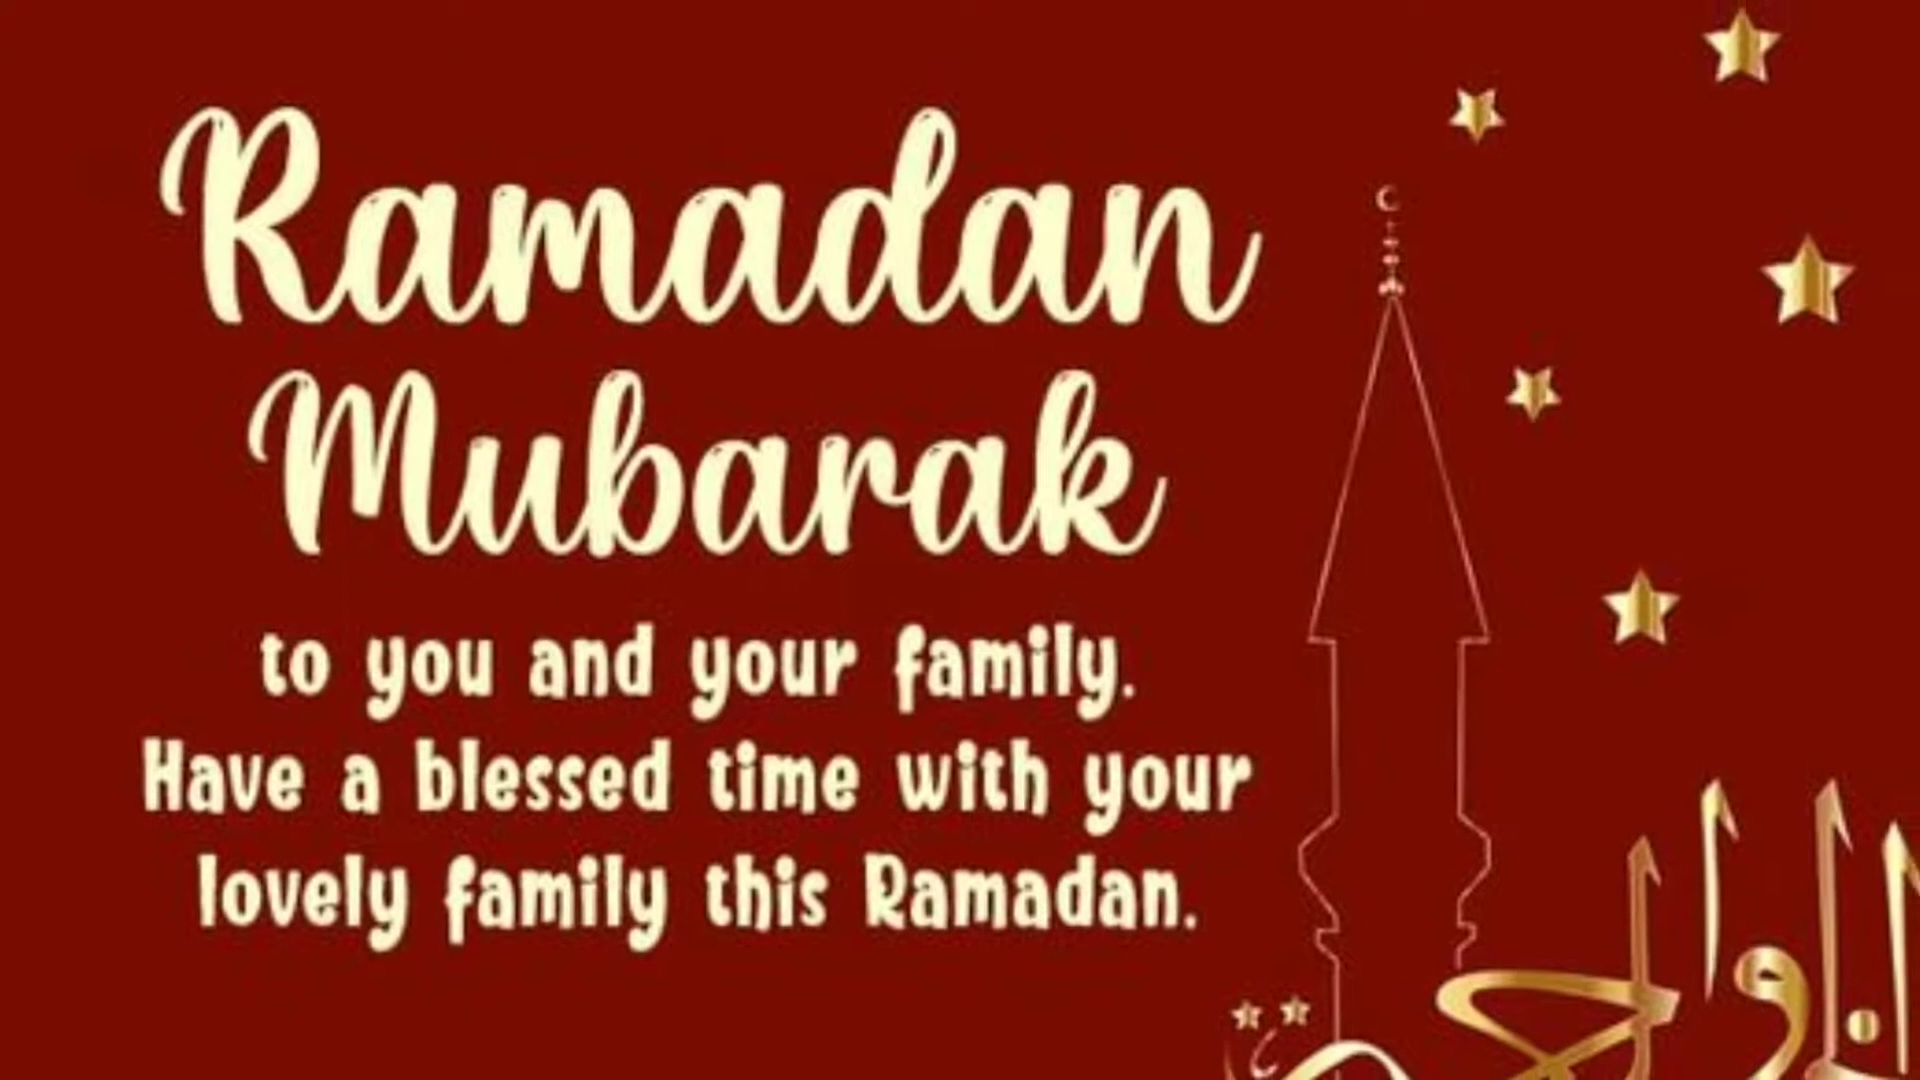 Ramadan
Mubarak
to you and your family.
Have a blessed time with your
lovely family this Ramadan.